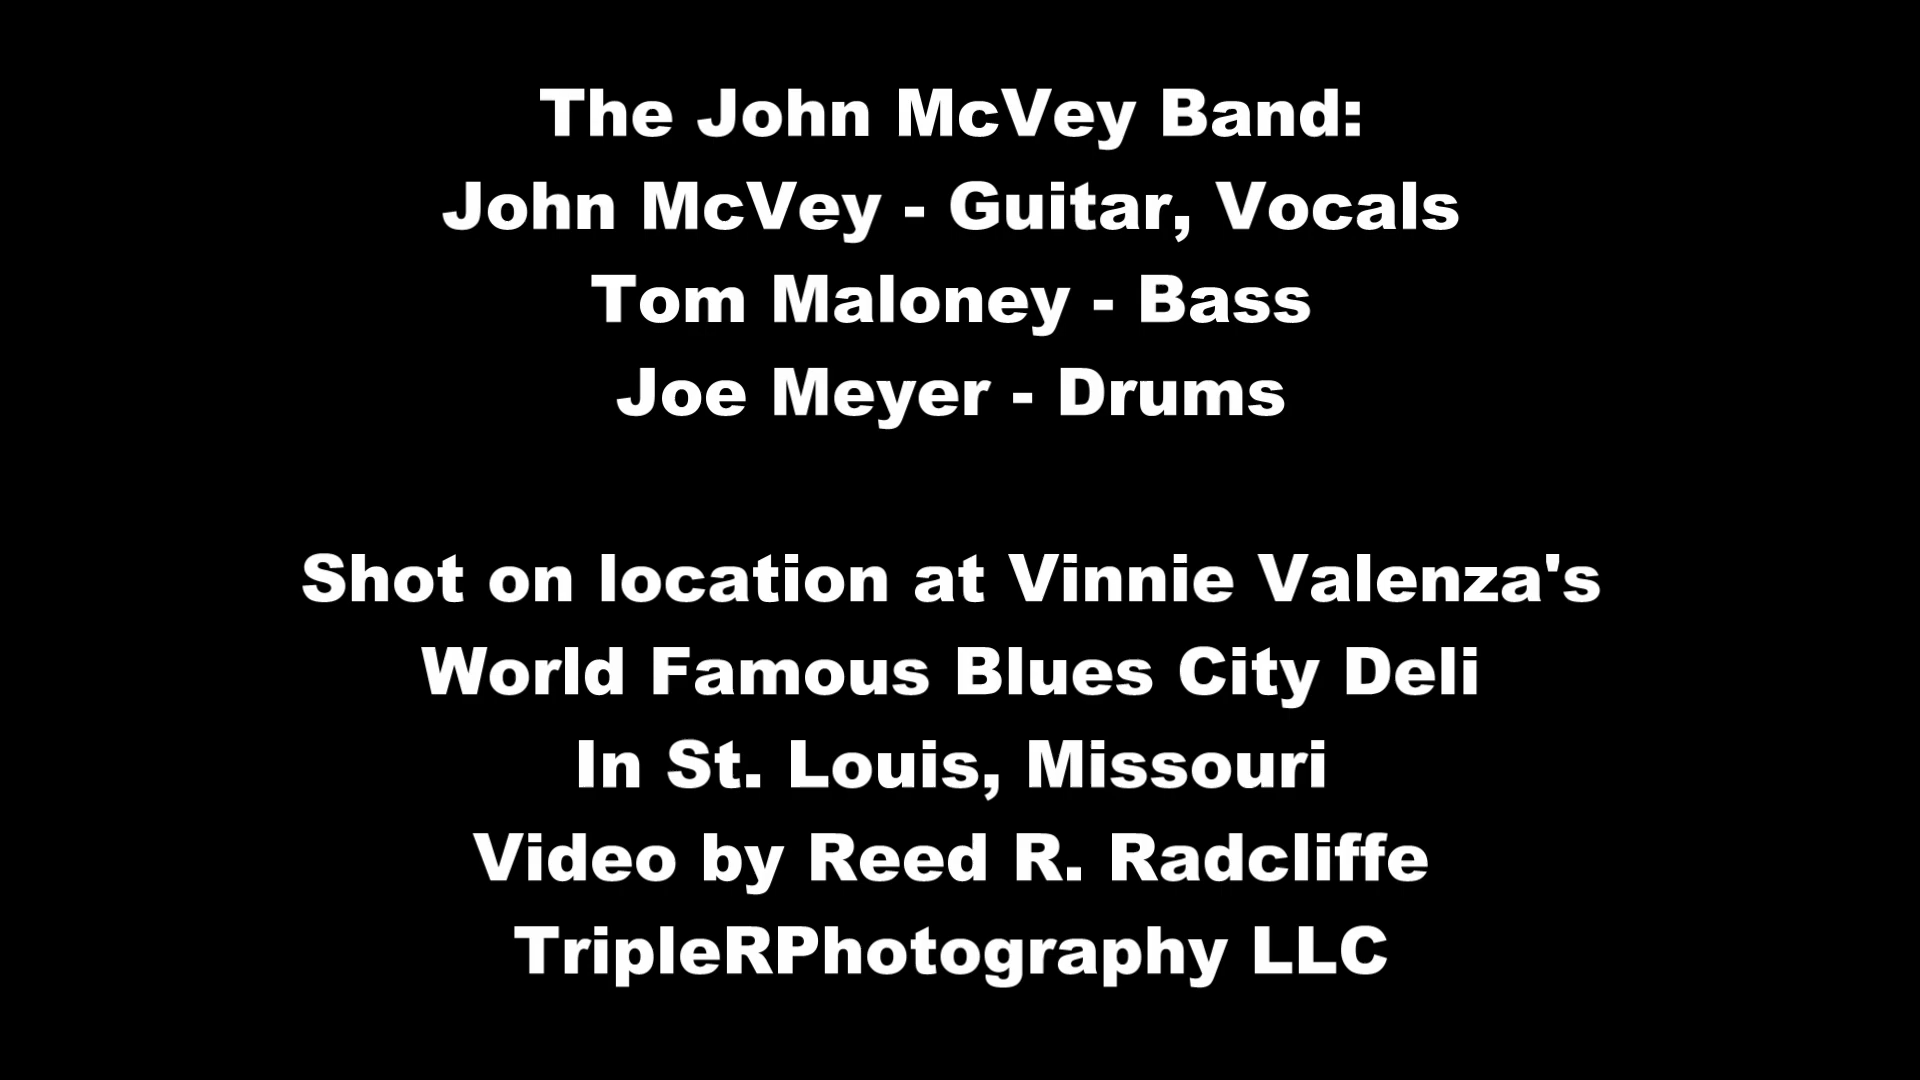 The John McVey Band:
John McVey - Guitar, Vocals
Tom Maloney - Bass
Joe Meyer - Drums
Shot on location at Vinnie Valenza's
World Famous Blues City Deli
In St. Louis, Missouri
Video by Reed R. Radcliffe
TripleRPhotography LLC